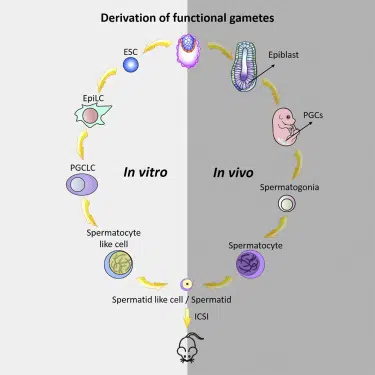 Derivation of functional gametes
ESC
Epiblast
EpiLC
PGCs
PGCLC
In vitro
In vivo
Spermatogonia
Spermatocyte
like cell
Spermatocyte
Spermatid like cell / Spermatid
ICSI